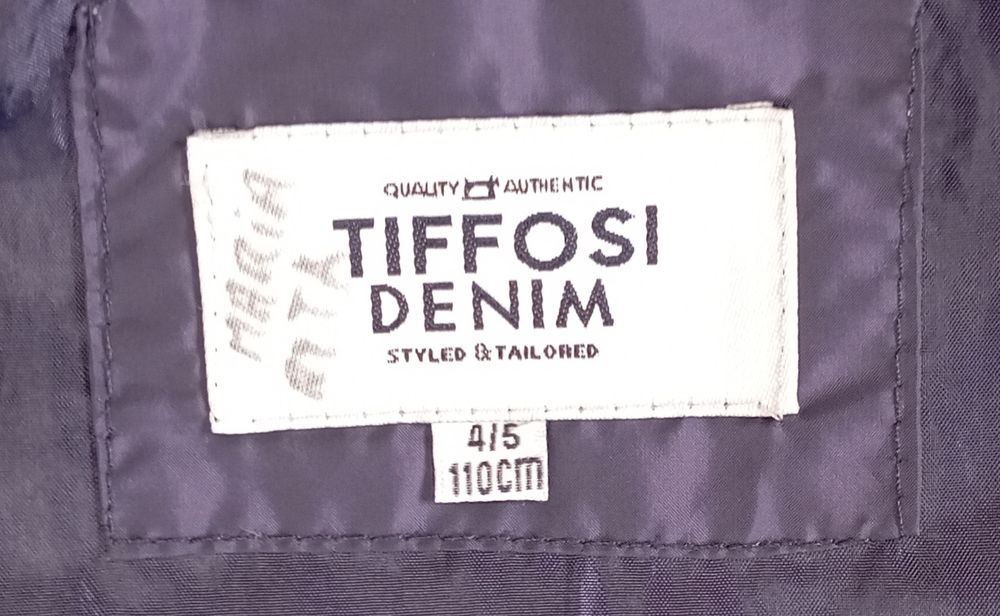 QUALITY AUTHENTIC
TIFFOSI
DENIM
STYLED & TAILORED
4/5
110cm
MARIA